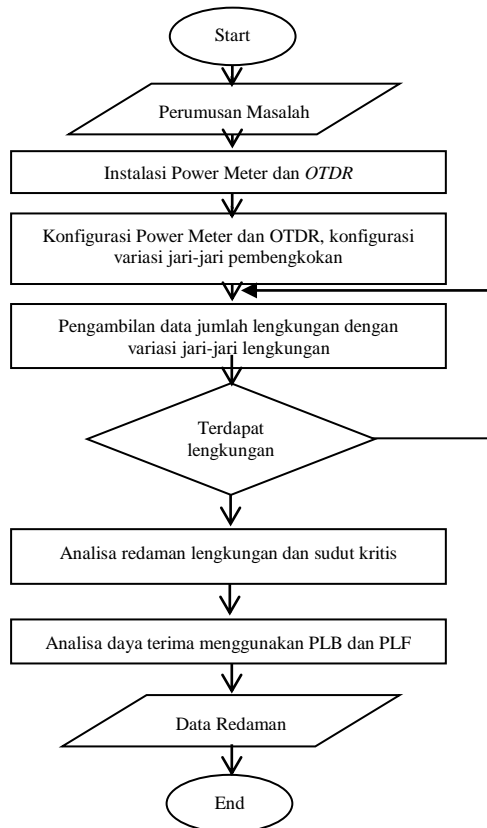 Start
Perumusan Masalah
Instalasi Power Meter dan OTDR
Konfigurasi Power Meter dan OTDR, konfigurasi
variasi jari-jari pembengkokan
Pengambilan data jumlah lengkungan dengan
variasi jari-jari lengkungan
Terdapat
lengkungan
Analisa redaman lengkungan dan sudut kritis
Analisa daya terima menggunakan PLB dan PLF
Data Redaman
End